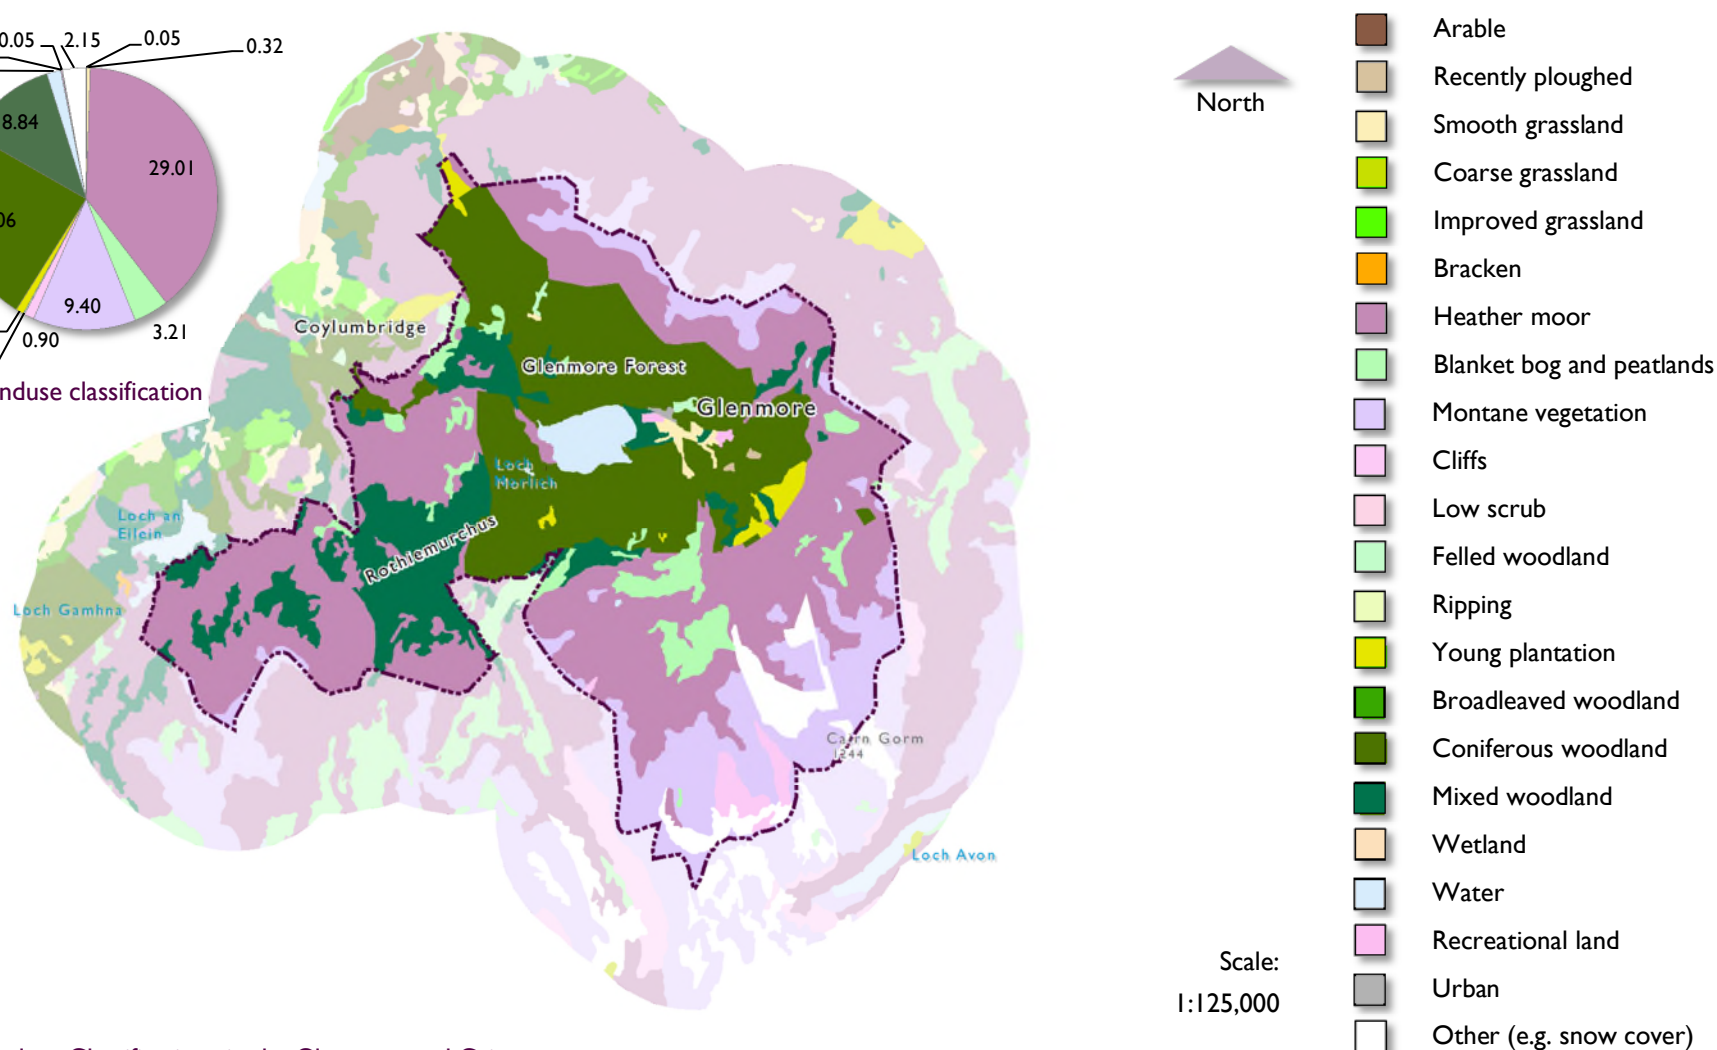 0.05
2.15
0.05
0.32
8.84
29.01
06
9.40
0.90
3.21
nduse classification
Coylumbridge
Glenmore Forest
Glenmore
Loch
Morlich
Rothiemurchus
Loch an
Eilein
Loch Gamhna
Cairn Gorm
1244
Loch Avon
North
Scale:
1:125,000
Arable
Recently ploughed
Smooth grassland
Coarse grassland
Improved grassland
Bracken
Heather moor
Blanket bog and peatlands
Montane vegetation
Cliffs
Low scrub
Felled woodland
Ripping
Young plantation
Broadleaved woodland
Coniferous woodland
Mixed woodland
Wetland
Water
Recreational land
Urban
Other (e.g. snow cover)